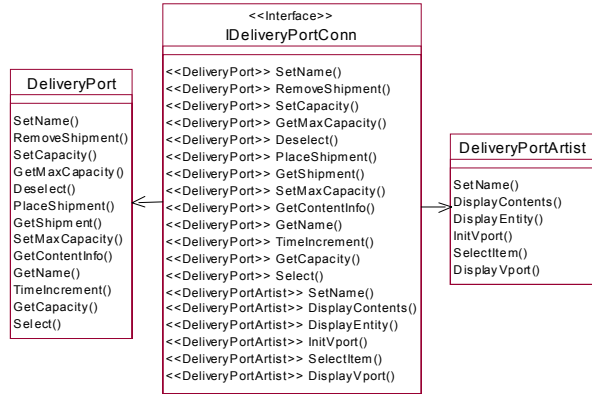 DeliveryPort
SetName()
RemoveShipment()
SetCapacity()
GetMaxCapacity()
Deselect()
PlaceShipment()
GetShipment()
SetMaxCapacity()
GetContentInfo()
GetName()
TimeIncrement()
GetCapacity()
Select()
<<Interface>>
IDeliveryPortConn
<<DeliveryPort>> SetName()
<<DeliveryPort>> RemoveShipment()
<<DeliveryPort>> SetCapacity()
<<DeliveryPort>> GetMaxCapacity()
<<DeliveryPort>> Deselect()
<<DeliveryPort>> PlaceShipment()
<<DeliveryPort>> GetShipment()
<<DeliveryPort>> SetMaxCapacity()
<<DeliveryPort>> GetContentInfo()
<<DeliveryPort>> GetName()
<<DeliveryPort>> TimeIncrement()
<<DeliveryPort>> GetCapacity()
<<DeliveryPort>> Select()
<<DeliveryPortArtist>> SetName()
<<DeliveryPortArtist>> DisplayContents()
<<DeliveryPortArtist>> DisplayEntity()
<<DeliveryPortArtist>> InitVport()
<<DeliveryPortArtist>> SelectItem()
<<DeliveryPortArtist>> DisplayVport()
DeliveryPortArtist
SetName()
DisplayContents()
DisplayEntity()
InitVport()
SelectItem()
DisplayVport()